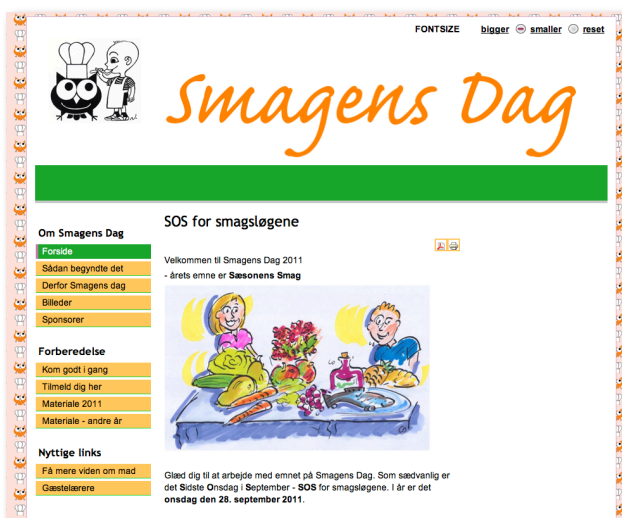 FONTSIZE bigger smaller reset
Smagens Dag
SOS for smagsløgene
Om Smagens Dag
Forside
Sådan begyndte det
Derfor Smagens dag
Billeder
Sponsorer
Forberedelse
Kom godt i gang
Tilmeld dig her
Materiale 2011
Materiale - andre år
Nyttige links
Få mere viden om mad
Gæstelærere
Velkommen til Smagens Dag 2011
- årets emne er Sæsonens Smag
Glæd dig til at arbejde med emnet på Smagens Dag. Som sædvanlig er
det Sidste Onsdag i September - SOS for smagsløgene. I år er det
onsdag den 28. september 2011.